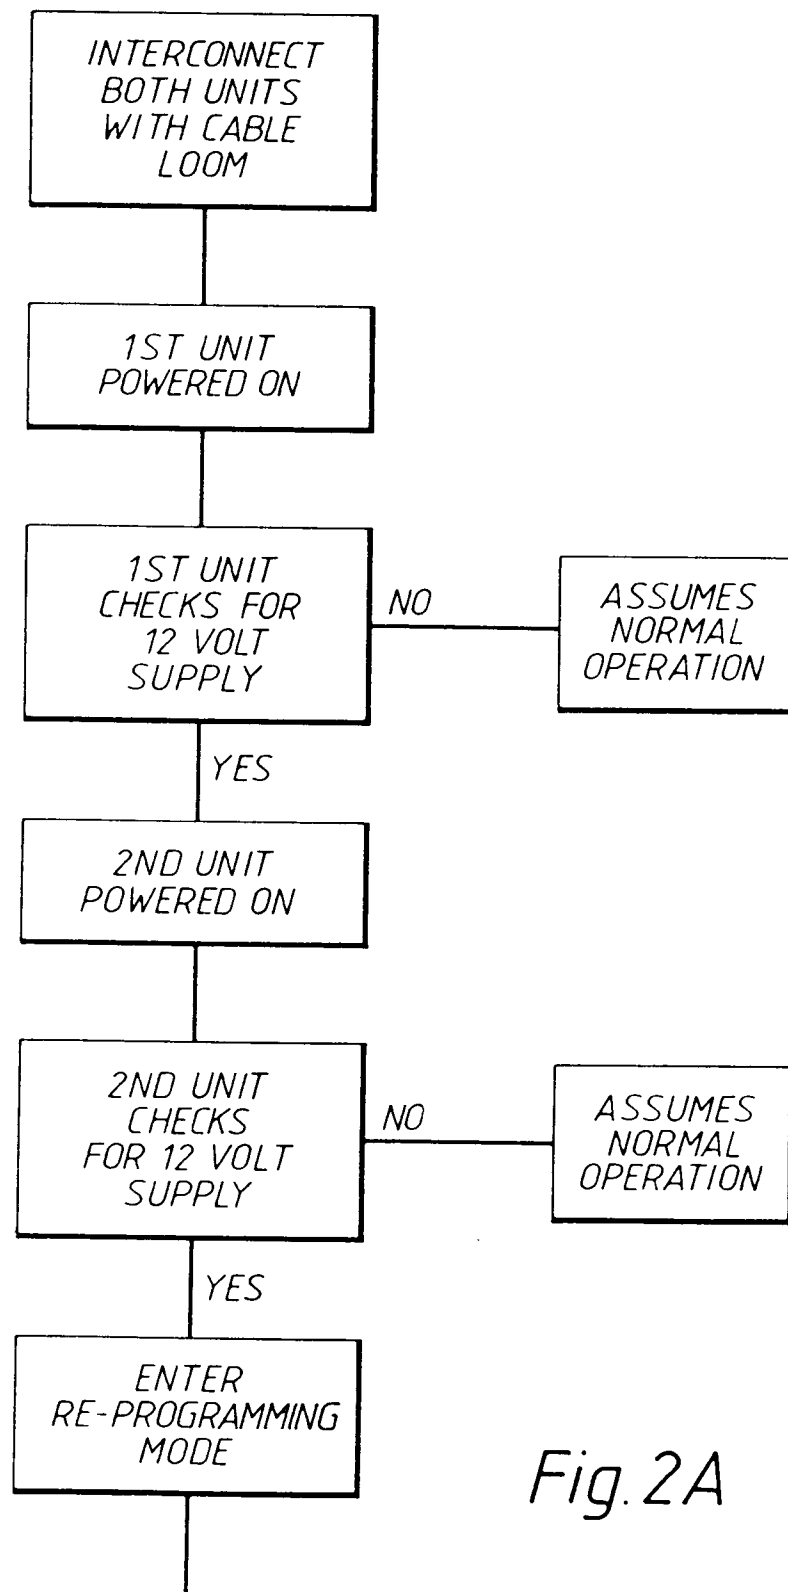 INTERCONNECT
BOTH UNITS
WITH CABLE
LOOM
1ST UNIT
POWERED ON
1ST UNIT
CHECKS FOR
12 VOLT
SUPPLY
NO
ASSUMES
NORMAL
OPERATION
YES
2ND UNIT
POWERED ON
2ND UNIT
CHECKS
FOR 12 VOLT
SUPPLY
NO
ASSUMES
NORMAL
OPERATION
YES
ENTER
RE-PROGRAMMING
MODE
Fig. 2A